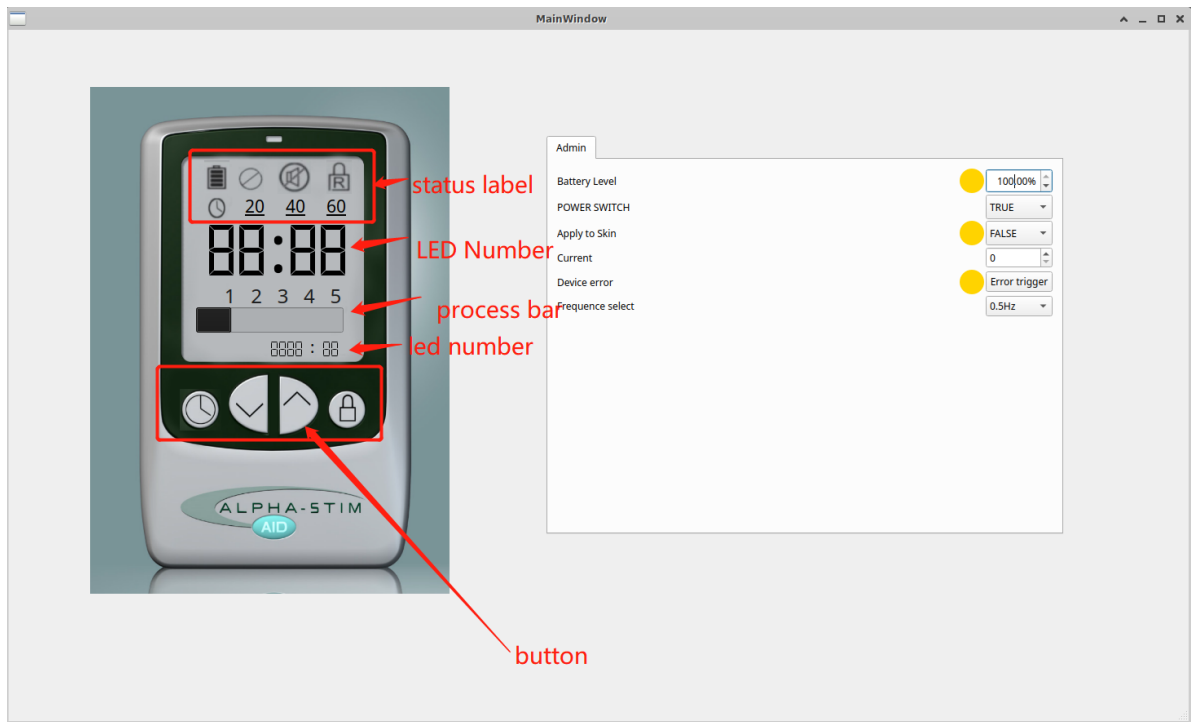 MainWindow
Admin
Battery Level
100.00%
POWER SWITCH
TRUE
Apply to Skin
FALSE
Current
0
Device error
Error trigger
Frequence select
0.5Hz
R
20 40 60
status label
88:88
LED Number
1 2 3 4 5
process bar
8888 : 88
led number
ALPHA-STIM
AID
button